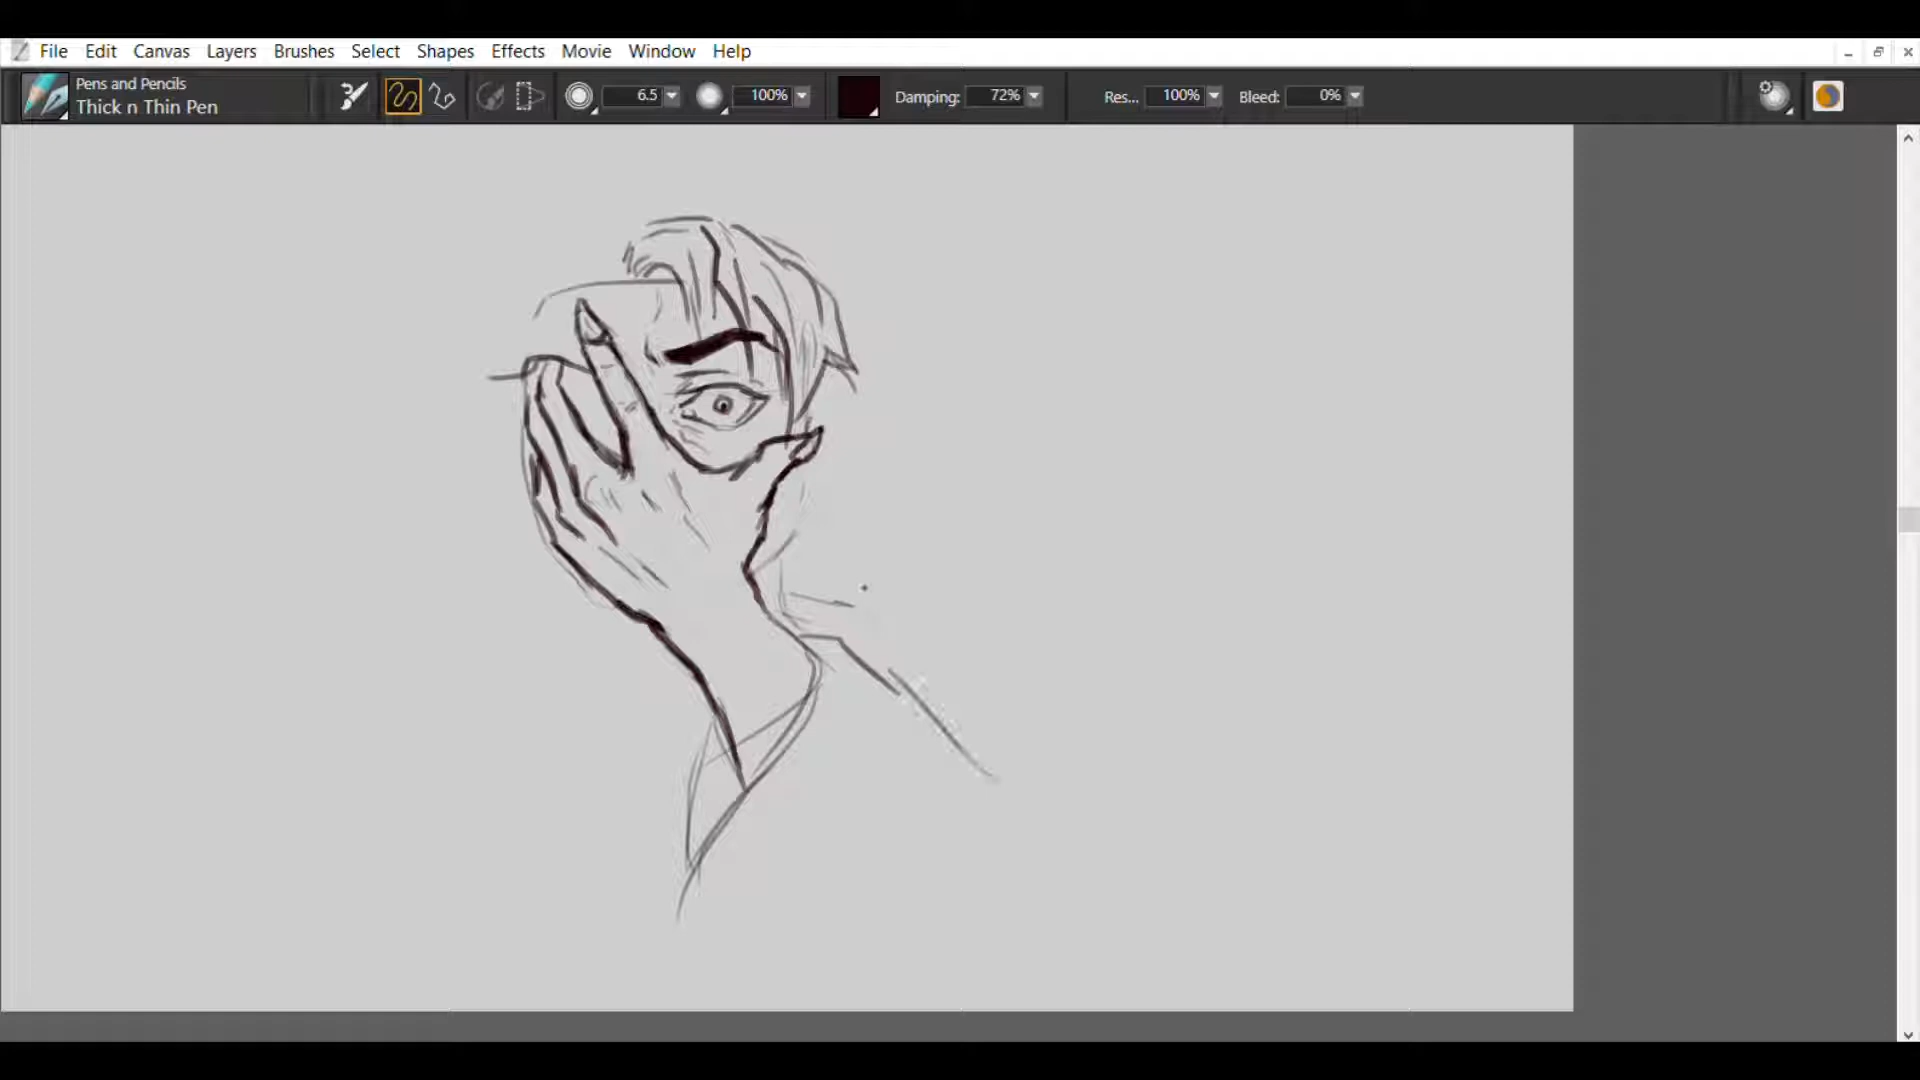 File Edit Canvas Layers Brushes Select Shapes Effects Movie Window Help
Pens and Pencils
Thick n Thin Pen
6.5 100% Damping: 72% Res... 100% Bleed: 0%